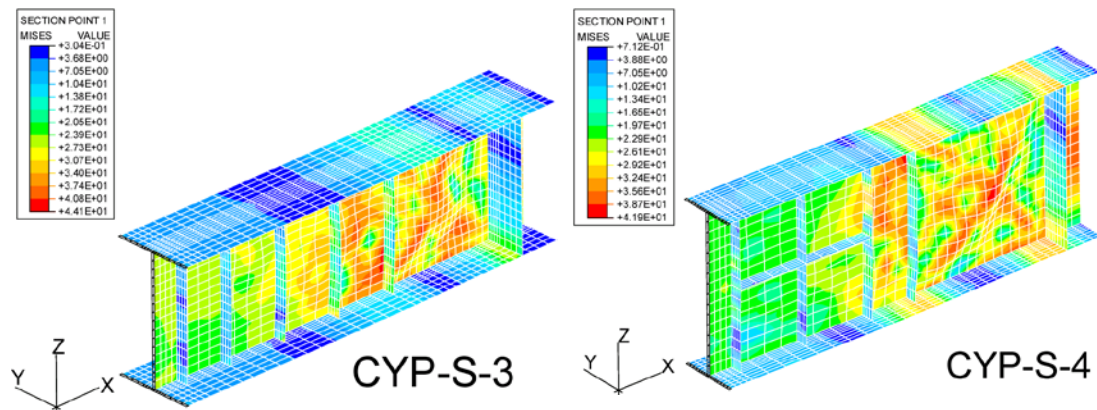 SECTION POINT 1
MISES VALUE
+3.04E-01
+3.68E+00
+7.05E+00
+1.04E+01
+1.38E+01
+1.72E+01
+2.05E+01
+2.39E+01
+2.73E+01
+3.07E+01
+3.40E+01
+3.74E+01
+4.08E+01
+4.41E+01
Z
Y
X
CYP-S-3
SECTION POINT 1
MISES VALUE
+7.12E-01
+3.88E+00
+7.05E+00
+1.02E+01
+1.34E+01
+1.65E+01
+1.97E+01
+2.29E+01
+2.61E+01
+2.92E+01
+3.24E+01
+3.56E+01
+3.87E+01
+4.19E+01
Z
Y
X
CYP-S-4